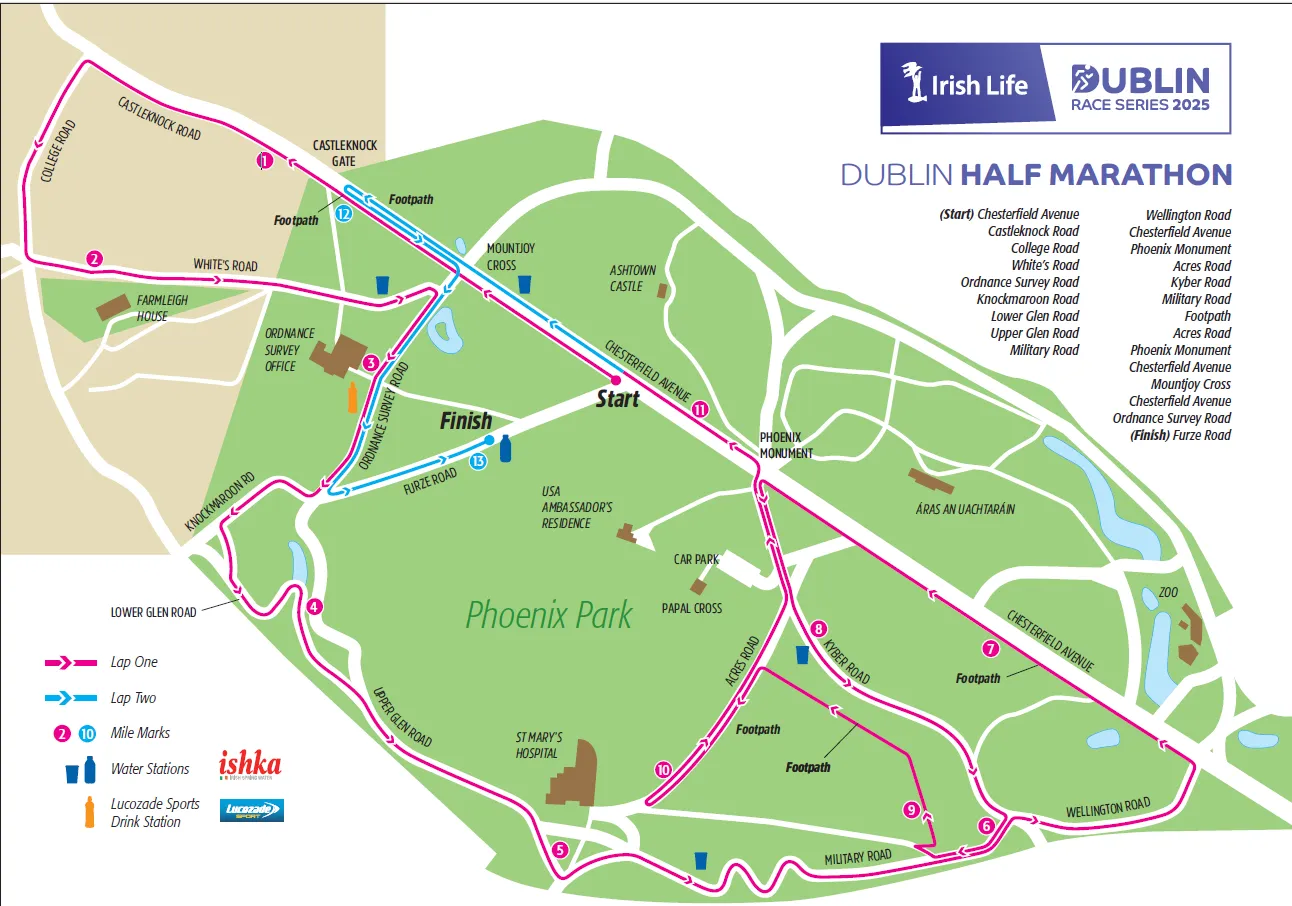 Irish Life
DUBLIN
RACE SERIES 2025
DUBLIN HALF MARATHON
(Start) Chesterfield Avenue
Castleknock Road
College Road
White's Road
Ordnance Survey Road
Knockmaroon Road
Lower Glen Road
Upper Glen Road
Military Road
Wellington Road
Chesterfield Avenue
Phoenix Monument
Acres Road
Kyber Road
Military Road
Footpath
Acres Road
Phoenix Monument
Chesterfield Avenue
Mountjoy Cross
Chesterfield Avenue
Ordnance Survey Road
(Finish) Furze Road
CASTLEKNOCK ROAD
COLLEGE ROAD
CASTLEKNOCK
GATE
1
Footpath
Footpath
12
2
WHITE'S ROAD
MOUNTJOY
CROSS
ASHTOWN
CASTLE
FARMLEIGH
HOUSE
ORDNANCE
SURVEY
OFFICE
3
ORDNANCE SURVEY ROAD
CHESTERFIELD AVENUE
Start
11
Finish
13
FURZE ROAD
PHOENIX
MONUMENT
KNOCKMAROON RD
USA
AMBASSADOR'S
RESIDENCE
ÁRAS AN UACHTARÁIN
CAR PARK
PAPAL CROSS
ZOO
LOWER GLEN ROAD
4
Phoenix Park
8
KYBER ROAD
ACRES ROAD
7
CHESTERFIELD AVENUE
Footpath
UPPER GLEN ROAD
ST MARY'S
HOSPITAL
Footpath
Footpath
10
9
6
WELLINGTON ROAD
5
MILITARY ROAD
Lap One
Lap Two
2 10 Mile Marks
Water Stations
ishka
IRISH SPRING WATER
Lucozade Sports
Drink Station
Lucozade
SPORT